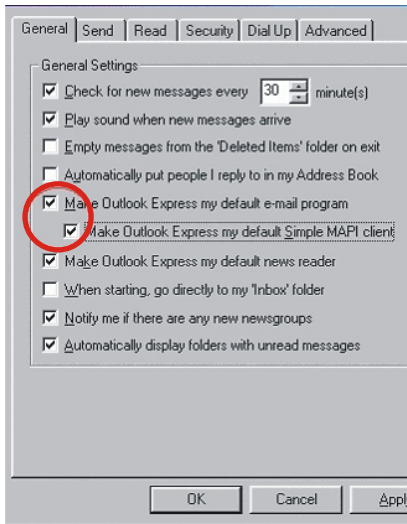 General Send Read Security Dial Up Advanced
General Settings
Check for new messages every 30 minute(s)
Play sound when new messages arrive
Empty messages from the 'Deleted Items' folder on exit
Automatically put people I reply to in my Address Book
Make Outlook Express my default e-mail program
Make Outlook Express my default Simple MAPI client
Make Outlook Express my default news reader
When starting, go directly to my 'Inbox' folder
Notify me if there are any new newsgroups
Automatically display folders with unread messages
OK Cancel Appl